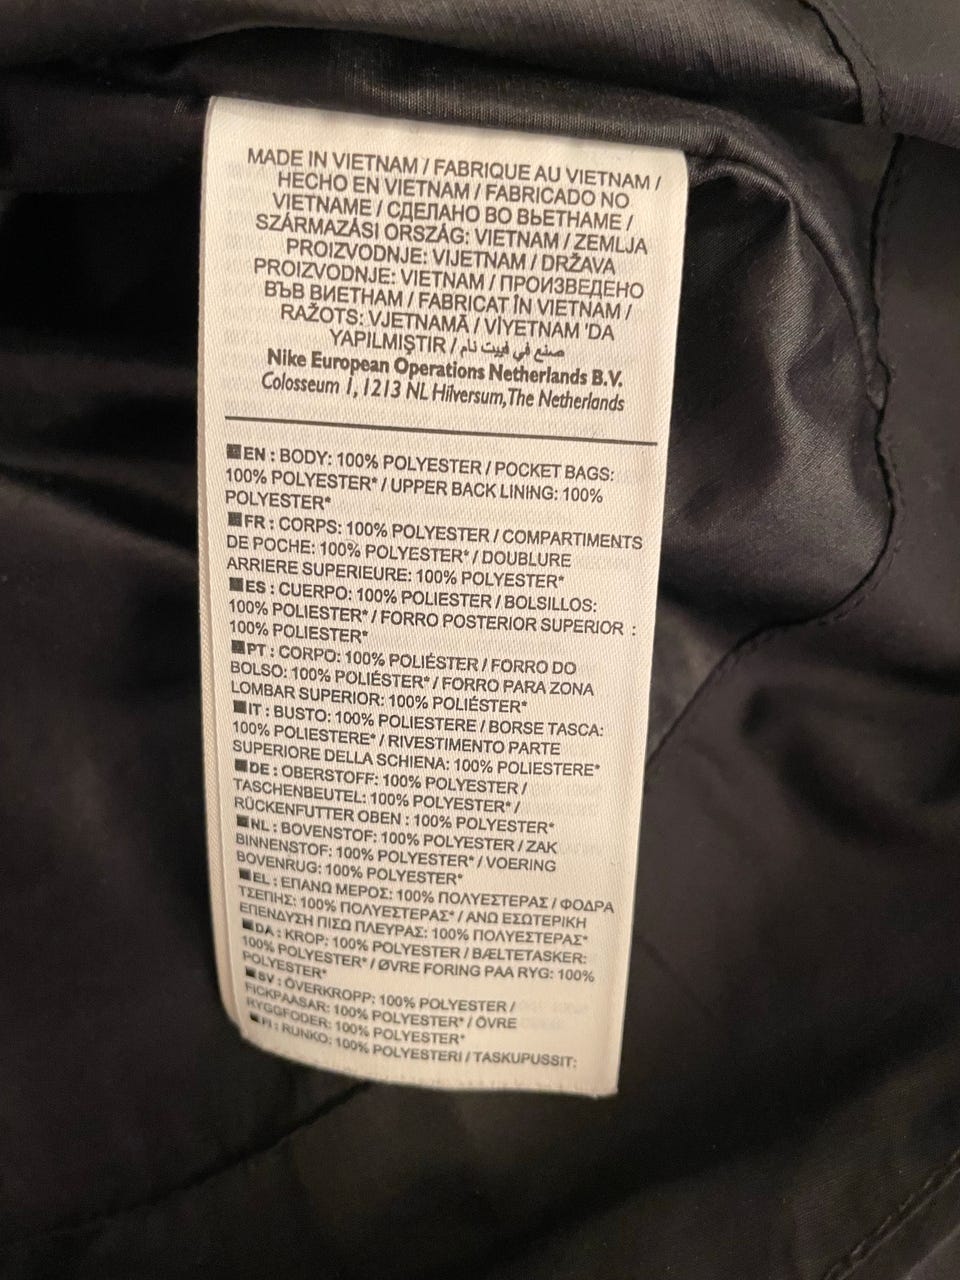 MADE IN VIETNAM / FABRIQUE AU VIETNAM /
HECHO EN VIETNAM / FABRICADO NO
VIETNAME / СДЕЛАНО ВО ВЬЕТНАМЕ /
SZÁRMAZÁSI ORSZÁG: VIETNAM / ZEMLJA
PROIZVODNJE: VIJETNAM / DRŽAVA
PROIZVODNJE: VIETNAM / ПРОИЗВЕДЕНО
ВЪВ ВИЕТНАМ / FABRICAT ÎN VIETNAM /
RAŽOTS: VJETNAMĀ / VİYETNAM 'DA
YAPILMIŞTIR / صنع في فييت نام
Nike European Operations Netherlands B.V.
Colosseum 1, 1213 NL Hilversum, The Netherlands
EN : BODY: 100% POLYESTER / POCKET BAGS:
100% POLYESTER* / UPPER BACK LINING: 100%
POLYESTER*
FR : CORPS: 100% POLYESTER / COMPARTIMENTS
DE POCHE: 100% POLYESTER* / DOUBLURE
ARRIERE SUPERIEURE: 100% POLYESTER*
ES : CUERPO: 100% POLIESTER / BOLSILLOS:
100% POLIESTER* / FORRO POSTERIOR SUPERIOR :
100% POLIESTER*
PT : CORPO: 100% POLIÉSTER / FORRO DO
BOLSO: 100% POLIÉSTER* / FORRO PARA ZONA
LOMBAR SUPERIOR: 100% POLIÉSTER*
IT : BUSTO: 100% POLIESTERE / BORSE TASCA:
100% POLIESTERE* / RIVESTIMENTO PARTE
SUPERIORE DELLA SCHIENA: 100% POLIESTERE*
DE : OBERSTOFF: 100% POLYESTER /
TASCHENBEUTEL: 100% POLYESTER* /
RÜCKENFUTTER OBEN : 100% POLYESTER*
NL : BOVENSTOF: 100% POLYESTER / ZAK
BINNENSTOF: 100% POLYESTER* / VOERING
BOVENRUG: 100% POLYESTER*
EL : ΕΠΑΝΩ ΜΕΡΟΣ: 100% ΠΟΛΥΕΣΤΕΡΑΣ / ΦΟΔΡΑ
ΤΣΕΠΗΣ: 100% ΠΟΛΥΕΣΤΕΡΑΣ* / ΑΝΩ ΕΣΩΤΕΡΙΚΗ
ΕΠΕΝΔΥΣΗ ΠΙΣΩ ΠΛΕΥΡΑΣ: 100% ΠΟΛΥΕΣΤΕΡΑΣ*
DA : KROP: 100% POLYESTER / BÆLTETASKER:
100% POLYESTER* / ØVRE FORING PAA RYG: 100%
POLYESTER*
SV : ÖVERKROPP: 100% POLYESTER /
FICKPAASAR: 100% POLYESTER* / ÖVRE
RYGGFODER: 100% POLYESTER*
FI : RUNKO: 100% POLYESTERI / TASKUPUSSIT: